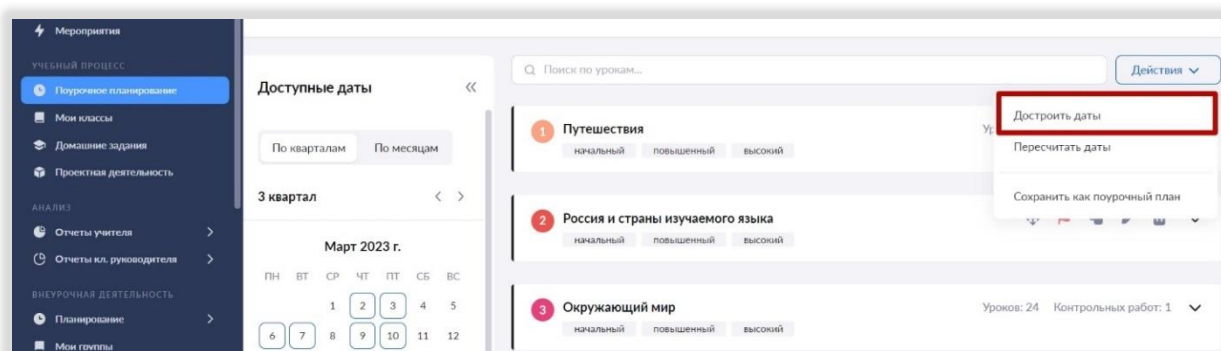 Мероприятия
УЧЕБНЫЙ ПРОЦЕСС
Поурочное планирование
Мои классы
Домашние задания
Проектная деятельность
АНАЛИЗ
Отчеты учителя
Отчеты кл. руководителя
ВНЕУРОЧНАЯ ДЕЯТЕЛЬНОСТЬ
Планирование
Мои группы
Доступные даты
По кварталам По месяцам
3 квартал
Март 2023 г.
ПН ВТ СР ЧТ ПТ СБ ВС
1 2 3 4 5
6 7 8 9 10 11 12
Поиск по урокам...
Действия
Достроить даты
Пересчитать даты
Сохранить как поурочный план
1 Путешествия
начальный повышенный высокий
2 Россия и страны изучаемого языка
начальный повышенный высокий
3 Окружающий мир Уроков: 24 Контрольных работ: 1
начальный повышенный высокий